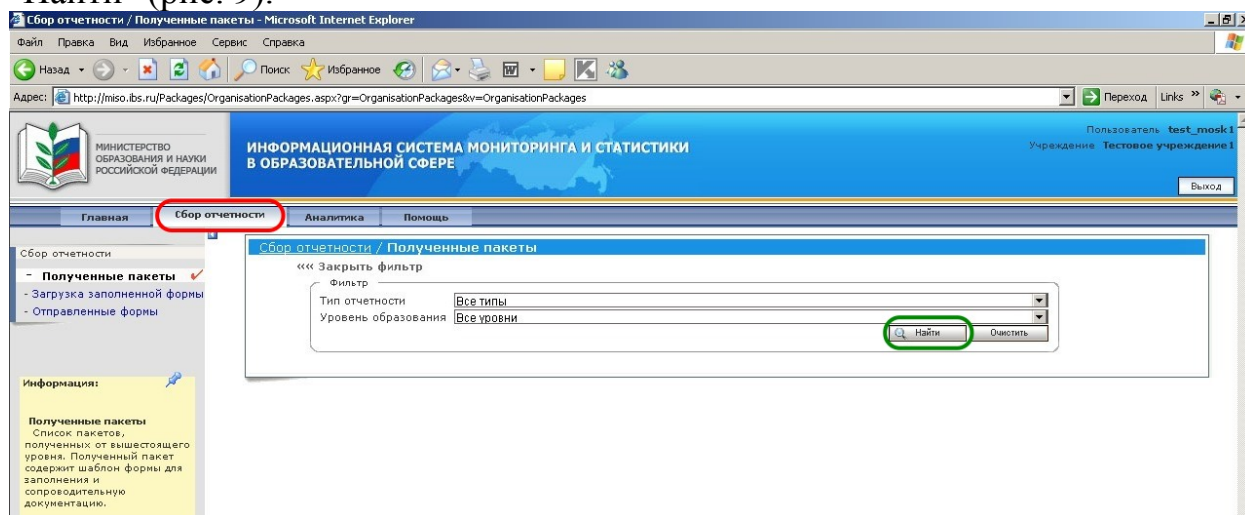 "Найти" (рис. 9).
Сбор отчетности / Полученные пакеты - Microsoft Internet Explorer
Файл Правка Вид Избранное Сервис Справка
Назад Поиск Избранное
Адрес: http://miso.ibs.ru/Packages/OrganisationPackages.aspx?gr=OrganisationPackages&v=OrganisationPackages Переход Links »
МИНИСТЕРСТВО
ОБРАЗОВАНИЯ И НАУКИ
РОССИЙСКОЙ ФЕДЕРАЦИИ
ИНФОРМАЦИОННАЯ СИСТЕМА МОНИТОРИНГА И СТАТИСТИКИ
В ОБРАЗОВАТЕЛЬНОЙ СФЕРЕ
Пользователь test_mosk1
Учреждение Тестовое учреждение1
Выход
Главная Сбор отчетности Аналитика Помощь
Сбор отчетности
- Полученные пакеты
- Загрузка заполненной формы
- Отправленные формы
Информация:
Полученные пакеты
Список пакетов,
полученных от вышестоящего
уровня. Полученный пакет
содержит шаблон формы для
заполнения и
сопроводительную
документацию.
Сбор отчетности / Полученные пакеты
«« Закрыть фильтр
Фильтр
Тип отчетности Все типы
Уровень образования Все уровни
Найти Очистить